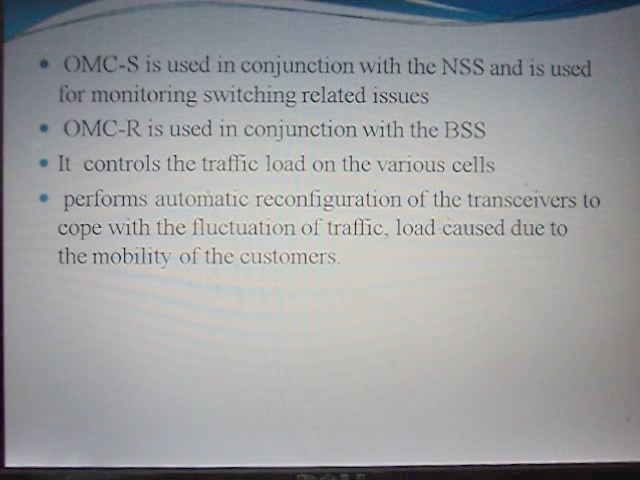 • OMC-S is used in conjunction with the NSS and is used
for monitoring switching related issues
• OMC-R is used in conjunction with the BSS
• It controls the traffic load on the various cells
• performs automatic reconfiguration of the transceivers to
cope with the fluctuation of traffic, load caused due to
the mobility of the customers.